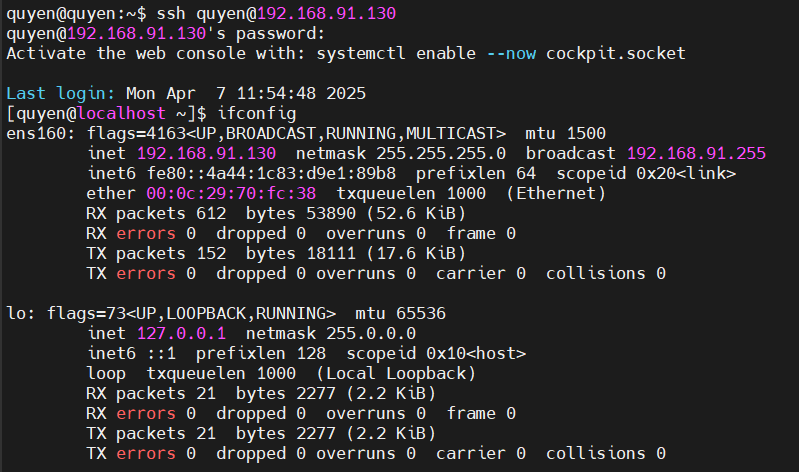 quyen@quyen:~$ ssh quyen@192.168.91.130
quyen@192.168.91.130's password:
Activate the web console with: systemctl enable --now cockpit.socket

Last login: Mon Apr  7 11:54:48 2025
[quyen@localhost ~]$ ifconfig
ens160: flags=4163<UP,BROADCAST,RUNNING,MULTICAST>  mtu 1500
        inet 192.168.91.130  netmask 255.255.255.0  broadcast 192.168.91.255
        inet6 fe80::4a44:1c83:d9e1:89b8  prefixlen 64  scopeid 0x20<link>
        ether 00:0c:29:70:fc:38  txqueuelen 1000  (Ethernet)
        RX packets 612  bytes 53890 (52.6 KiB)
        RX errors 0  dropped 0  overruns 0  frame 0
        TX packets 152  bytes 18111 (17.6 KiB)
        TX errors 0  dropped 0 overruns 0  carrier 0  collisions 0

lo: flags=73<UP,LOOPBACK,RUNNING>  mtu 65536
        inet 127.0.0.1  netmask 255.0.0.0
        inet6 ::1  prefixlen 128  scopeid 0x10<host>
        loop  txqueuelen 1000  (Local Loopback)
        RX packets 21  bytes 2277 (2.2 KiB)
        RX errors 0  dropped 0  overruns 0  frame 0
        TX packets 21  bytes 2277 (2.2 KiB)
        TX errors 0  dropped 0 overruns 0  carrier 0  collisions 0